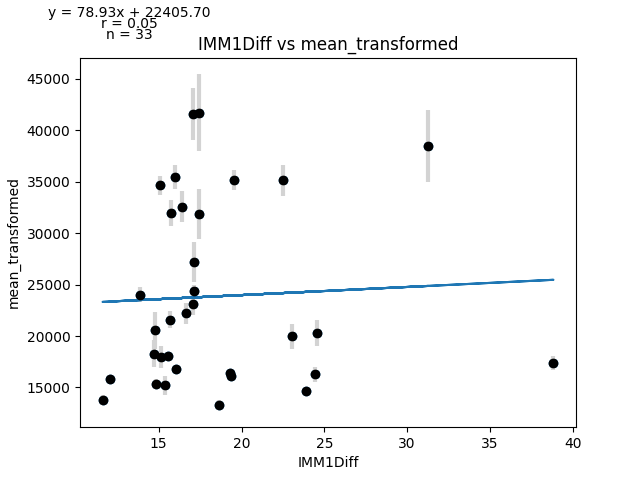 y = 78.93x + 22405.70
r = 0.05
n = 33
IMM1Diff vs mean_transformed
45000
40000
35000
30000
25000
20000
15000
mean_transformed
15 20 25 30 35 40
IMM1Diff